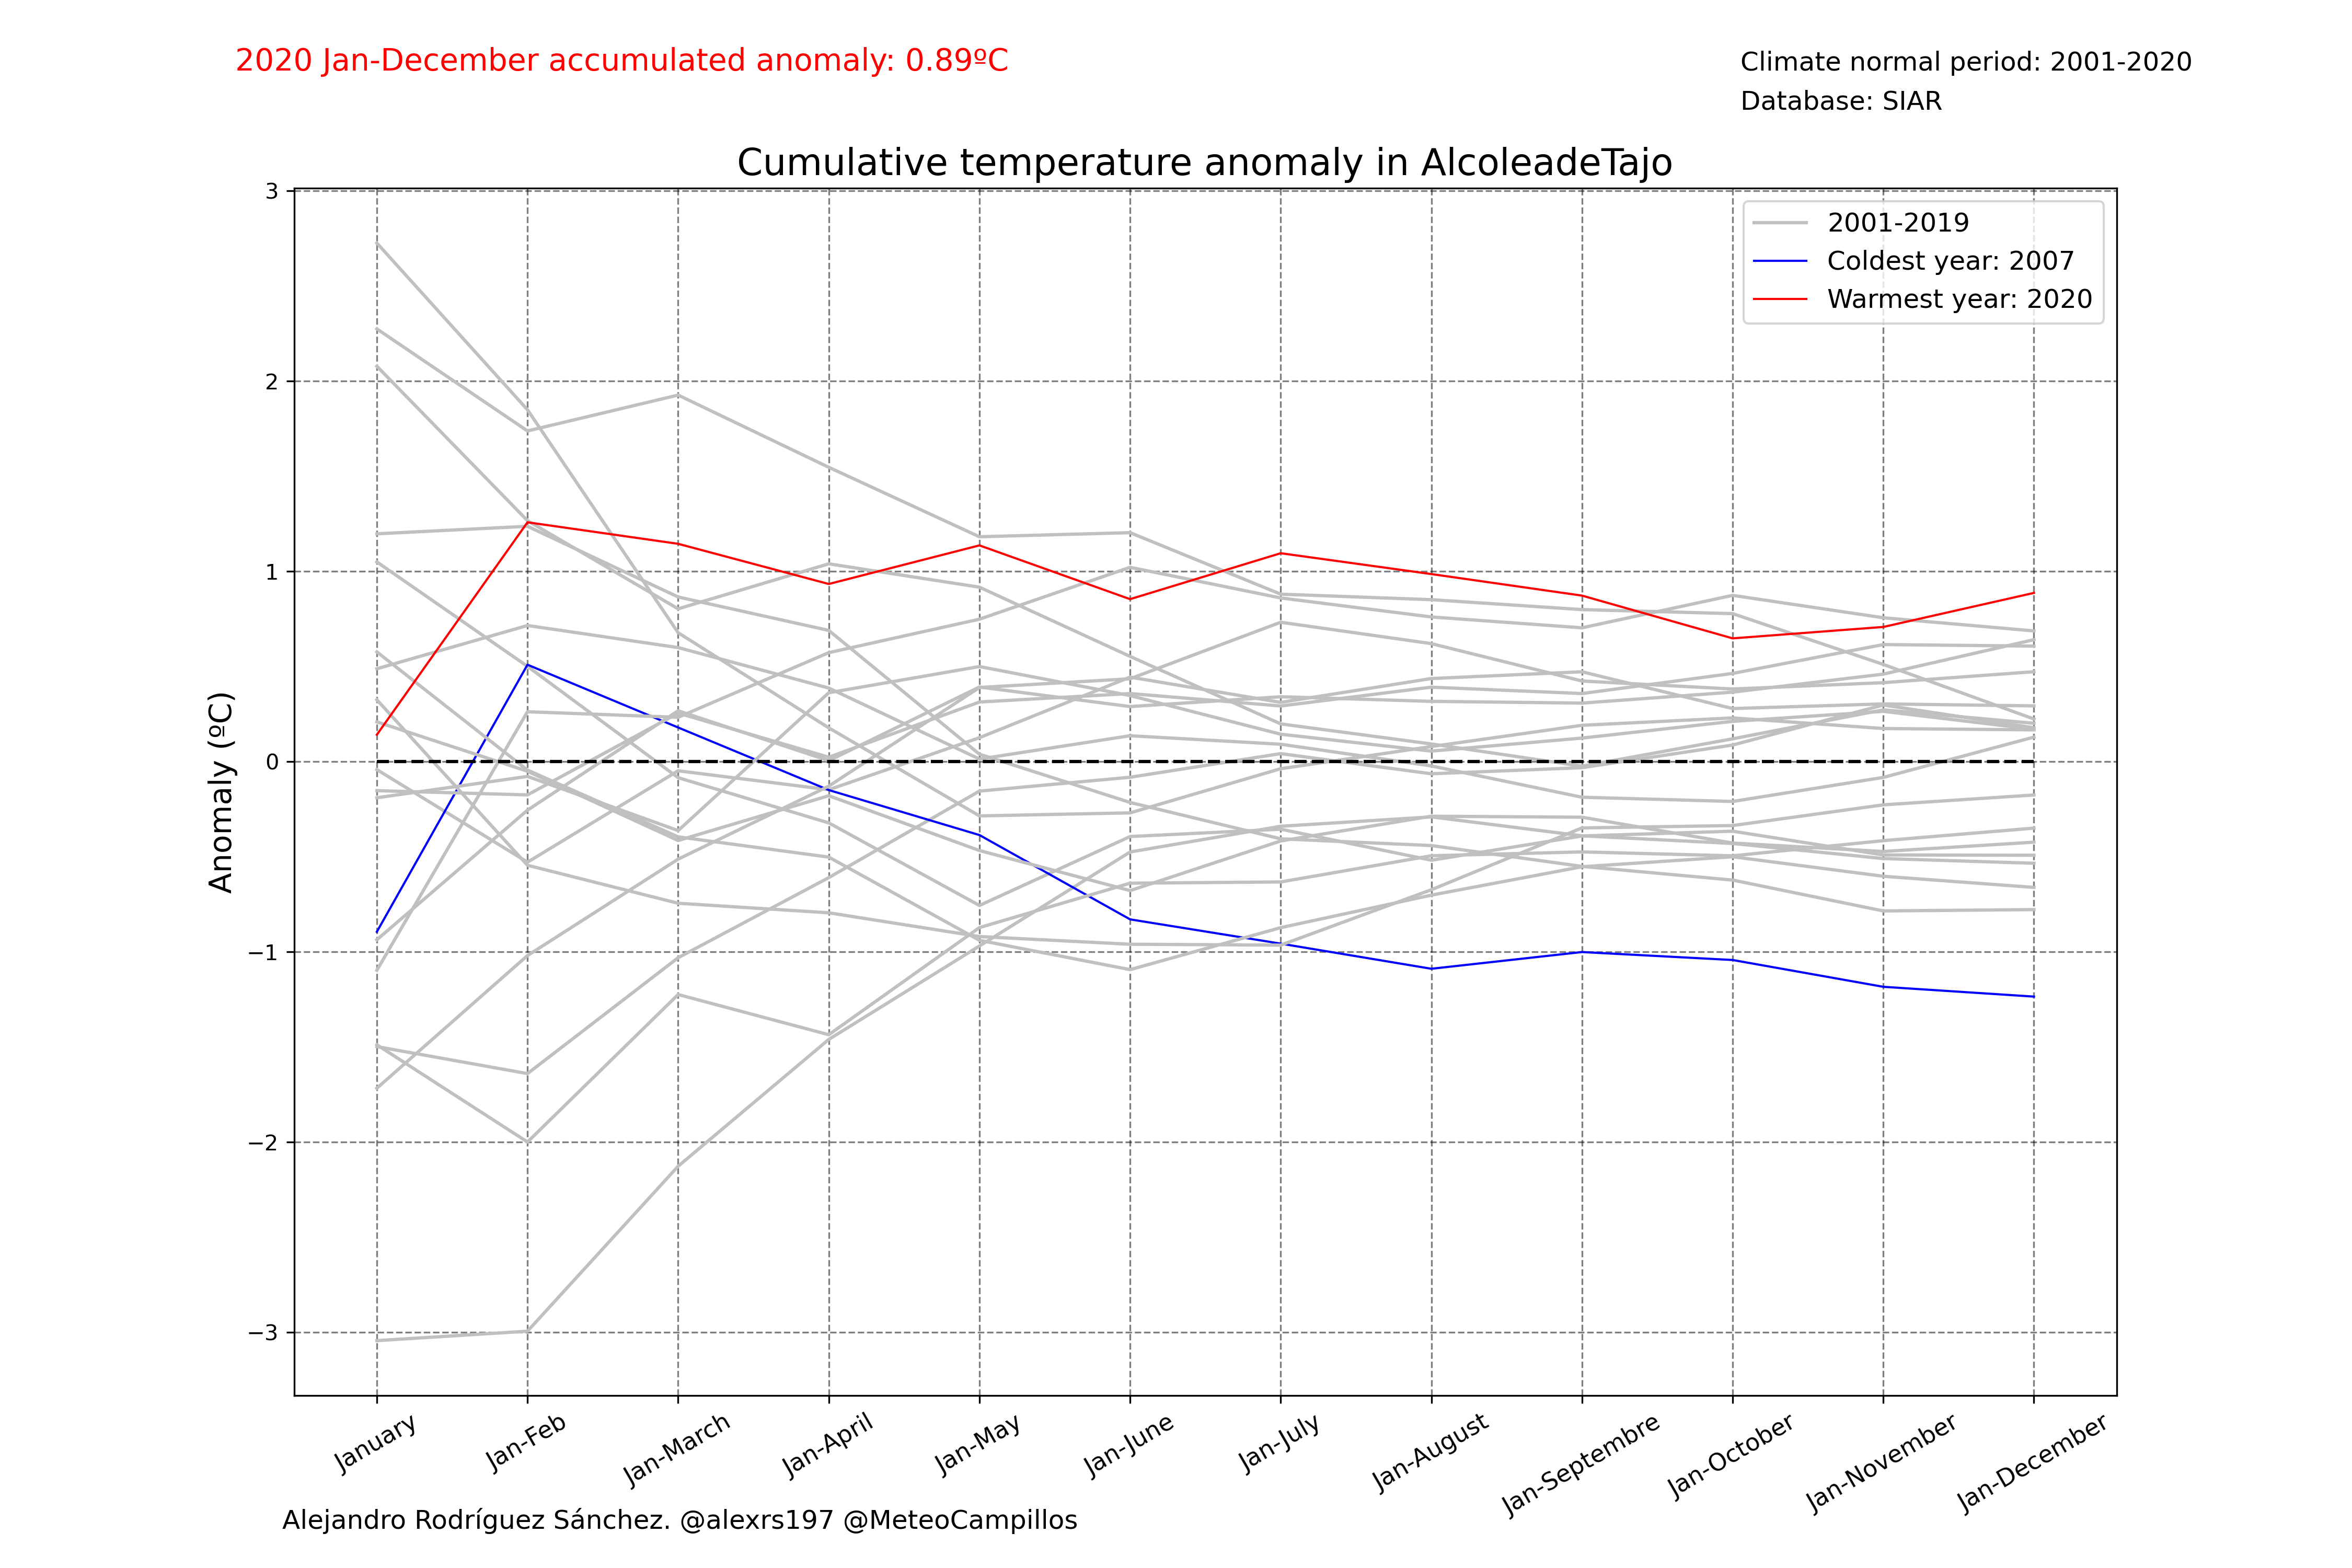 2020 Jan-December accumulated anomaly: 0.89ºC
Climate normal period: 2001-2020
Database: SIAR
Cumulative temperature anomaly in AlcoleadeTajo
2001-2019
Coldest year: 2007
Warmest year: 2020
Anomaly (ºC)
3
2
1
0
−1
−2
−3
January
Jan-Feb
Jan-March
Jan-April
Jan-May
Jan-June
Jan-July
Jan-August
Jan-Septembre
Jan-October
Jan-November
Jan-December
Alejandro Rodríguez Sánchez. @alexrs197 @MeteoCampillos